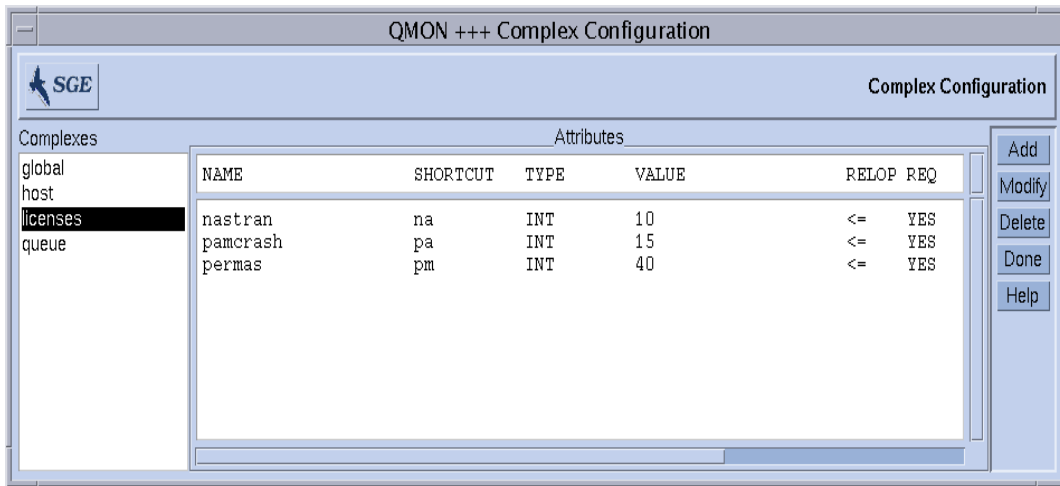 QMON +++ Complex Configuration
SGE
Complex Configuration
Complexes
global
host
licenses
queue
Attributes
NAME SHORTCUT TYPE VALUE RELOP REQ
nastran na INT 10 <= YES
pamcrash pa INT 15 <= YES
permas pm INT 40 <= YES
Add
Modify
Delete
Done
Help